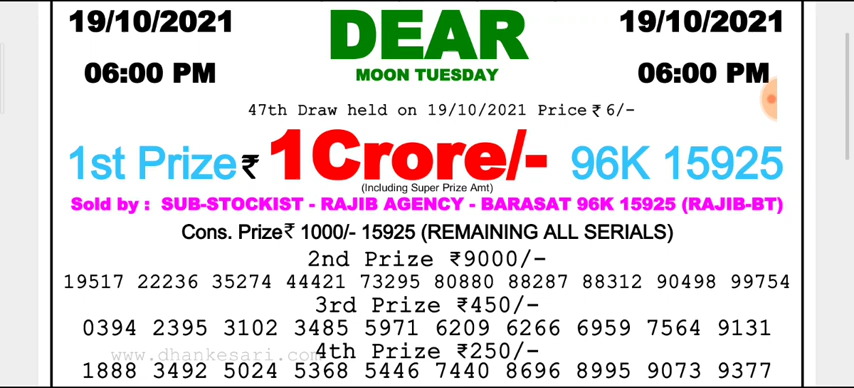 19/10/2021 DEAR 19/10/2021
06:00 PM MOON TUESDAY 06:00 PM
47th Draw held on 19/10/2021 Price ₹ 6/-
1st Prize ₹ 1Crore/- 96K 15925
(Including Super Prize Amt)
Sold by : SUB-STOCKIST - RAJIB AGENCY - BARASAT 96K 15925 (RAJIB-BT)
Cons. Prize ₹ 1000/- 15925 (REMAINING ALL SERIALS)
2nd Prize ₹9000/-
19517 22236 35274 44421 73295 80880 88287 88312 90498 99754
3rd Prize ₹450/-
0394 2395 3102 3485 5971 6209 6266 6959 7564 9131
www.dhankesari.com
4th Prize ₹250/-
1888 3492 5024 5368 5446 7440 8696 8995 9073 9377